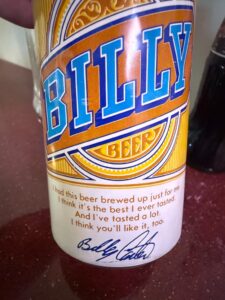 BILLY
BEER
I had this beer brewed up just for me.
I think it's the best I ever tasted.
And I've tasted a lot.
I think you'll like it, too.
Billy Carter